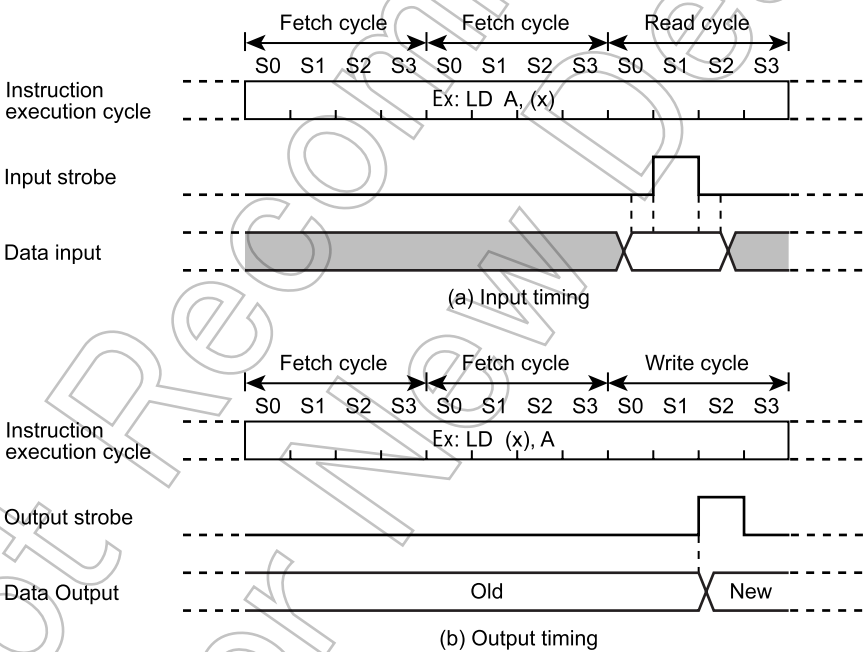 Fetch cycle Fetch cycle Read cycle
S0 S1 S2 S3 S0 S1 S2 S3 S0 S1 S2 S3
Instruction
execution cycle
Ex: LD A, (x)
Input strobe
Data input
(a) Input timing
Fetch cycle Fetch cycle Write cycle
S0 S1 S2 S3 S0 S1 S2 S3 S0 S1 S2 S3
Instruction
execution cycle
Ex: LD (x), A
Output strobe
Data Output
Old New
(b) Output timing